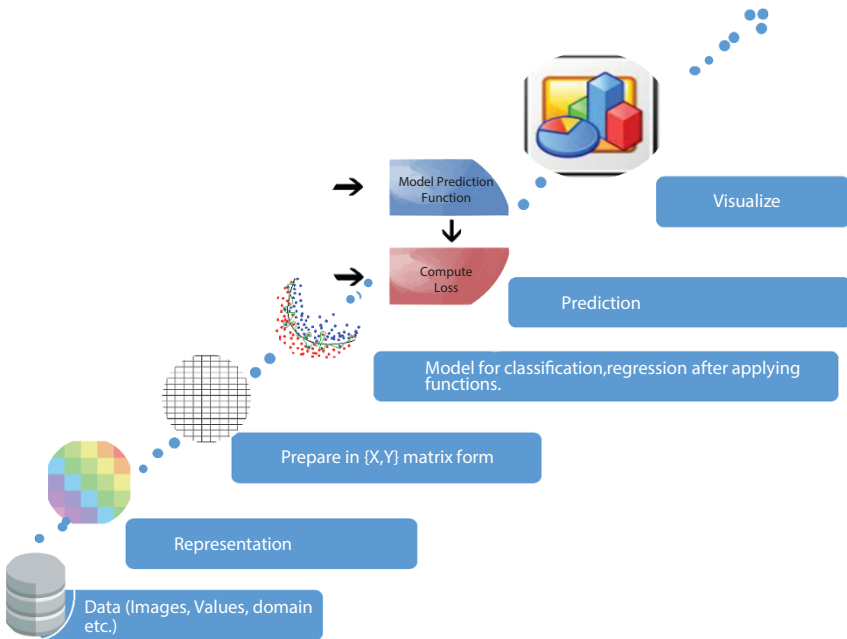 Model Prediction
Function
Visualize
Compute
Loss
Prediction
Model for classification,regression after applying
functions.
Prepare in {X,Y} matrix form
Representation
Data (Images, Values, domain
etc.)